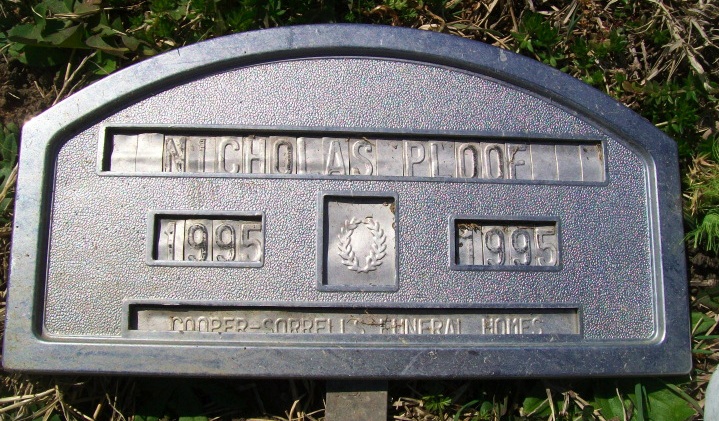 NICHOLAS PLOOF
1995 1995
COOPER-SORRELLS FUNERAL HOMES